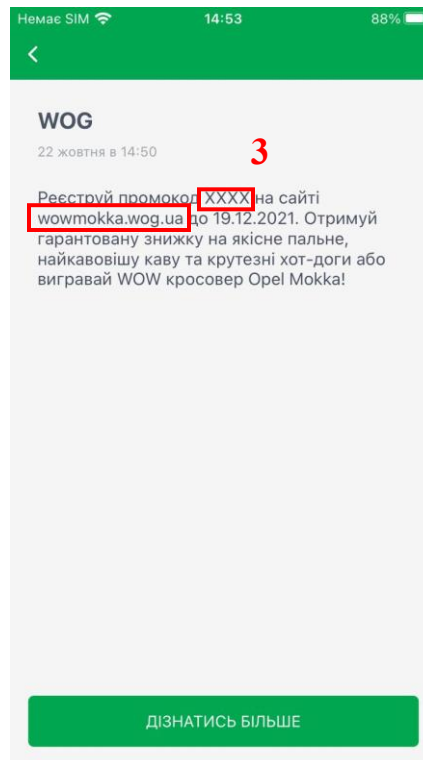 Немає SIM 14:53 88%
WOG
22 жовтня в 14:50
3
Реєструй промокод XXXX на сайті
wowmokka.wog.ua до 19.12.2021. Отримуй
гарантовану знижку на якісне пальне,
найкавовішу каву та крутезні хот-доги або
вигравай WOW кросовер Opel Mokka!
ДІЗНАТИСЬ БІЛЬШЕ